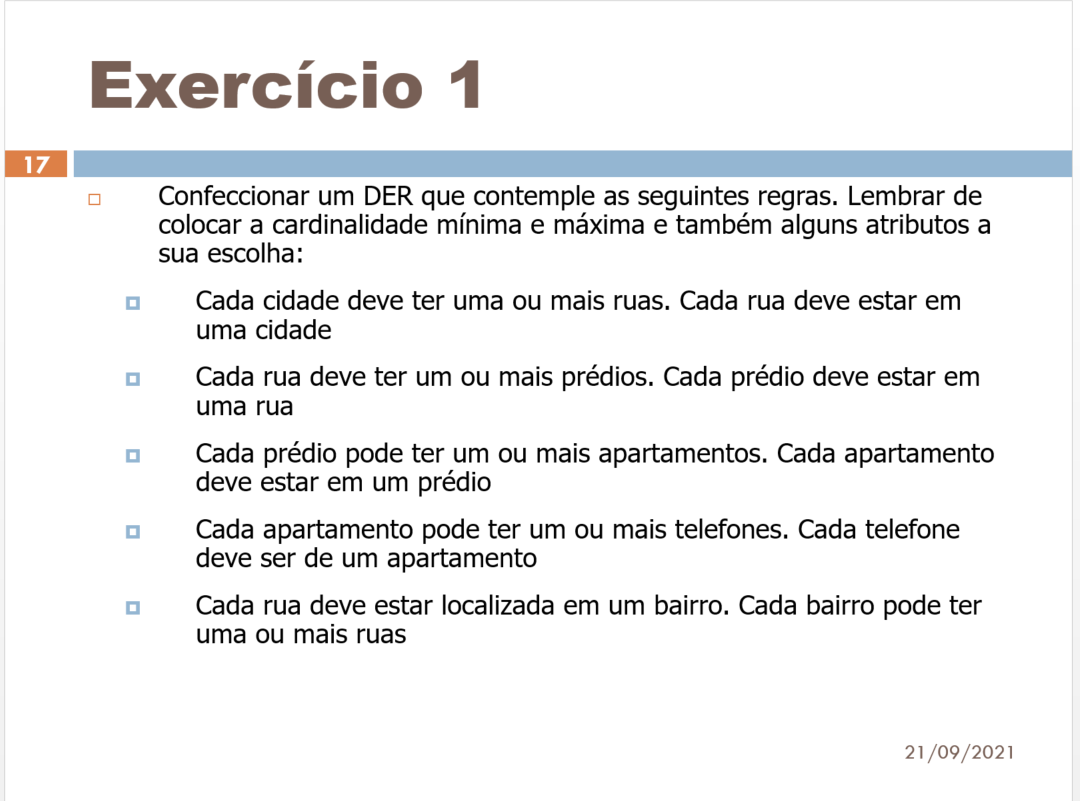 Exercício 1
17
Confeccionar um DER que contemple as seguintes regras. Lembrar de
colocar a cardinalidade mínima e máxima e também alguns atributos a
sua escolha:
Cada cidade deve ter uma ou mais ruas. Cada rua deve estar em
uma cidade
Cada rua deve ter um ou mais prédios. Cada prédio deve estar em
uma rua
Cada prédio pode ter um ou mais apartamentos. Cada apartamento
deve estar em um prédio
Cada apartamento pode ter um ou mais telefones. Cada telefone
deve ser de um apartamento
Cada rua deve estar localizada em um bairro. Cada bairro pode ter
uma ou mais ruas
21/09/2021